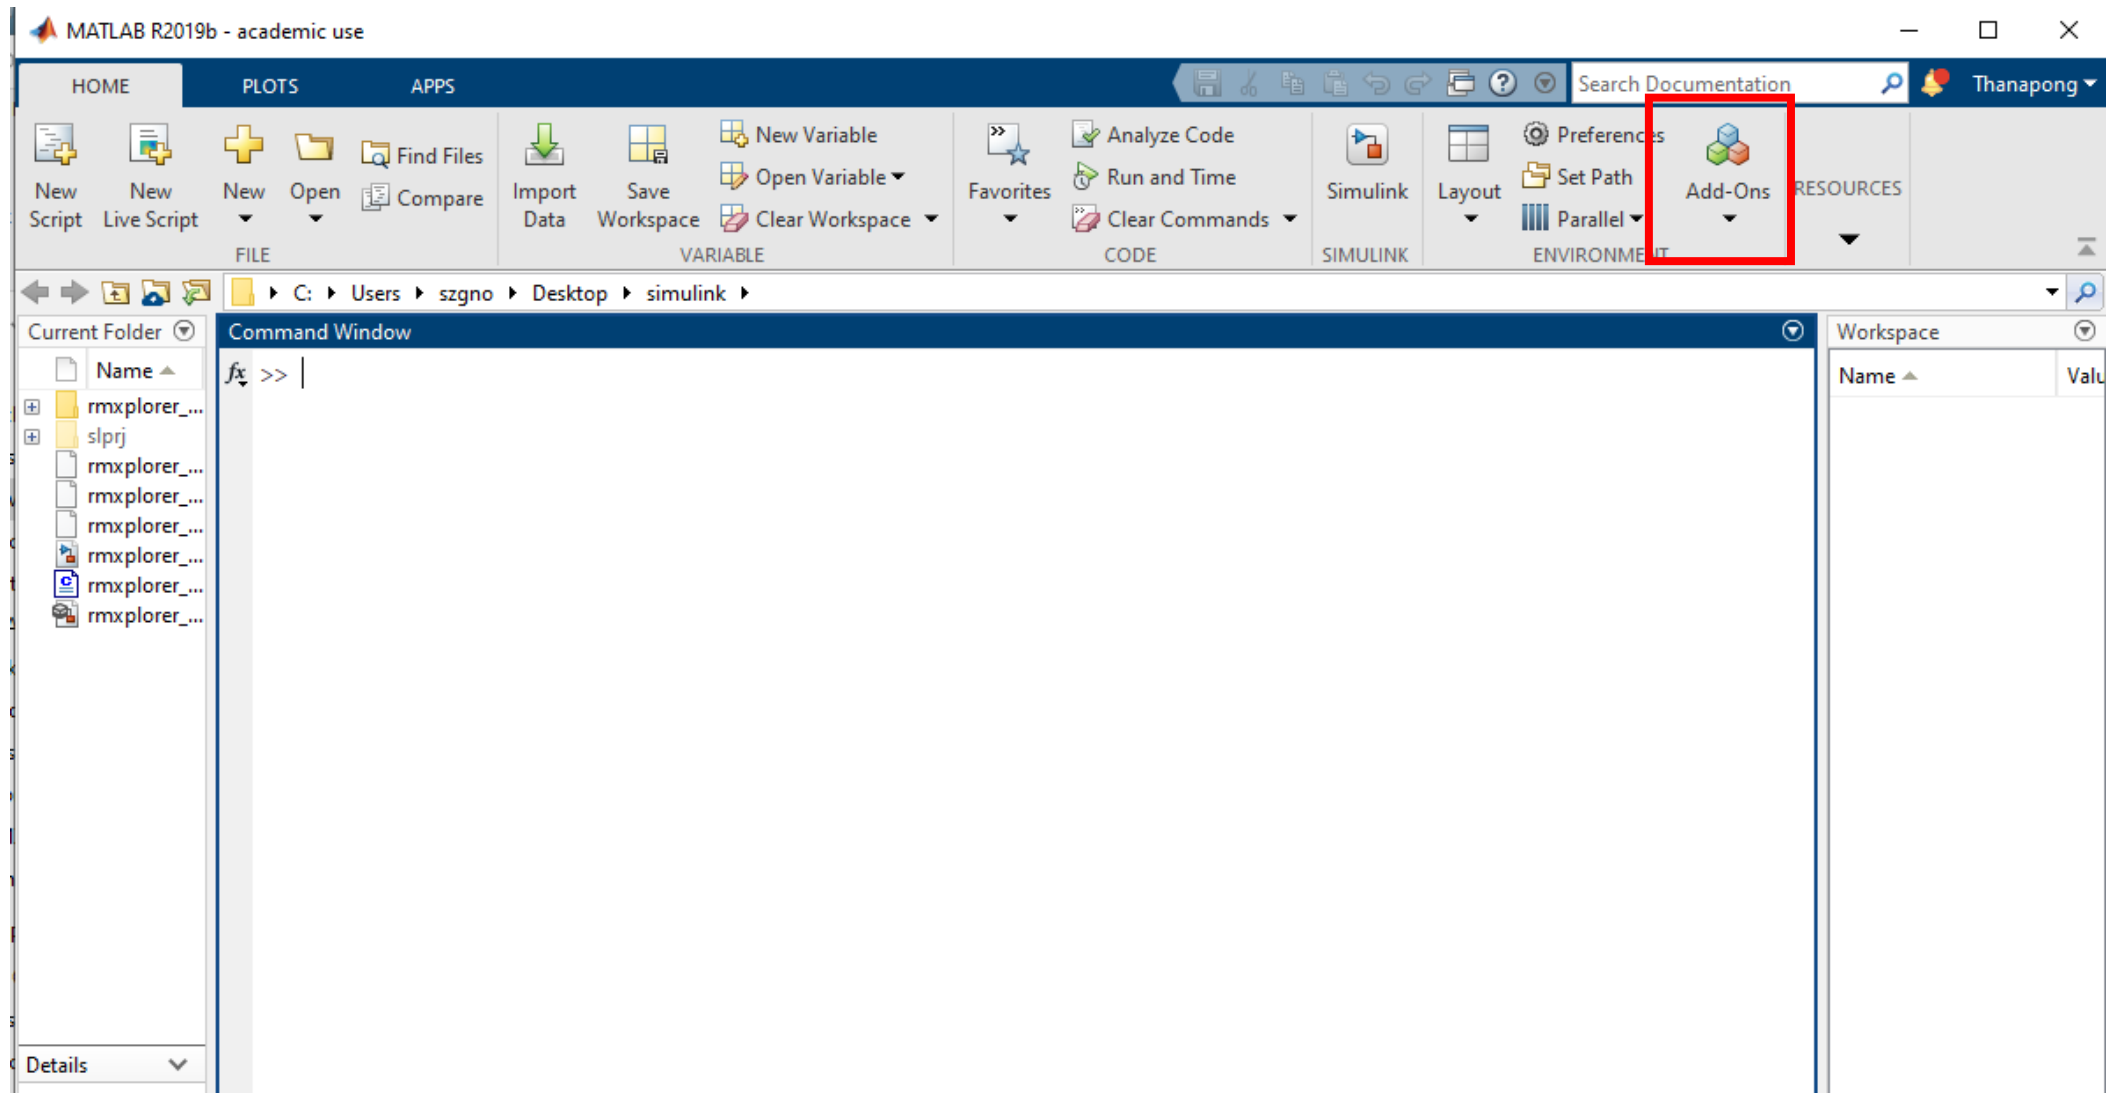 MATLAB R2019b - academic use
HOME PLOTS APPS Search Documentation Thanapong
New Script
New Live Script
New
Open
Find Files
Compare
FILE
Import Data
Save Workspace
New Variable
Open Variable
Clear Workspace
VARIABLE
Favorites
Analyze Code
Run and Time
Clear Commands
CODE
Simulink
SIMULINK
Layout
Preferences
Set Path
Parallel
ENVIRONMENT
Add-Ons
RESOURCES
C: Users szgno Desktop simulink
Current Folder
Name
rmxplorer_...
slprj
rmxplorer_...
rmxplorer_...
rmxplorer_...
rmxplorer_...
rmxplorer_...
rmxplorer_...
Details
Command Window
fx >>
Workspace
Name Valu